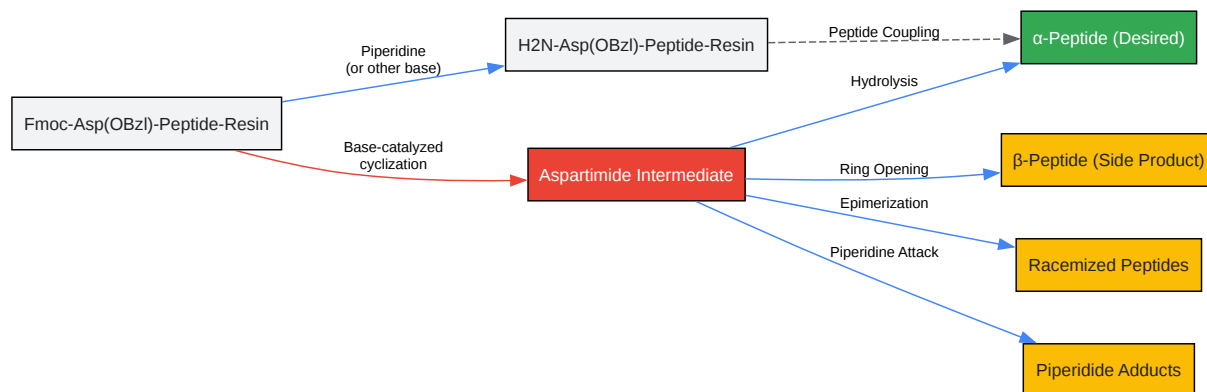 Fmoc-Asp(OBzl)-Peptide-Resin
Piperidine
(or other base)
H2N-Asp(OBzl)-Peptide-Resin
Peptide Coupling
α-Peptide (Desired)
Base-catalyzed
cyclization
Aspartimide Intermediate
Hydrolysis
Ring Opening
β-Peptide (Side Product)
Epimerization
Racemized Peptides
Piperidine Attack
Piperidide Adducts